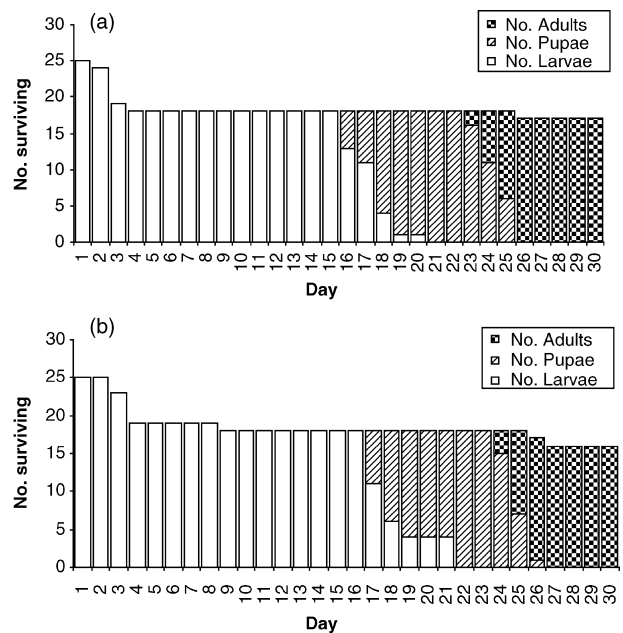 (a)
No. Adults
No. Pupae
No. Larvae
No. surviving
30
25
20
15
10
5
0
1 2 3 4 5 6 7 8 9 10 11 12 13 14 15 16 17 18 19 20 21 22 23 24 25 26 27 28 29 30
Day
(b)
No. Adults
No. Pupae
No. Larvae
No. surviving
30
25
20
15
10
5
0
1 2 3 4 5 6 7 8 9 10 11 12 13 14 15 16 17 18 19 20 21 22 23 24 25 26 27 28 29 30
Day